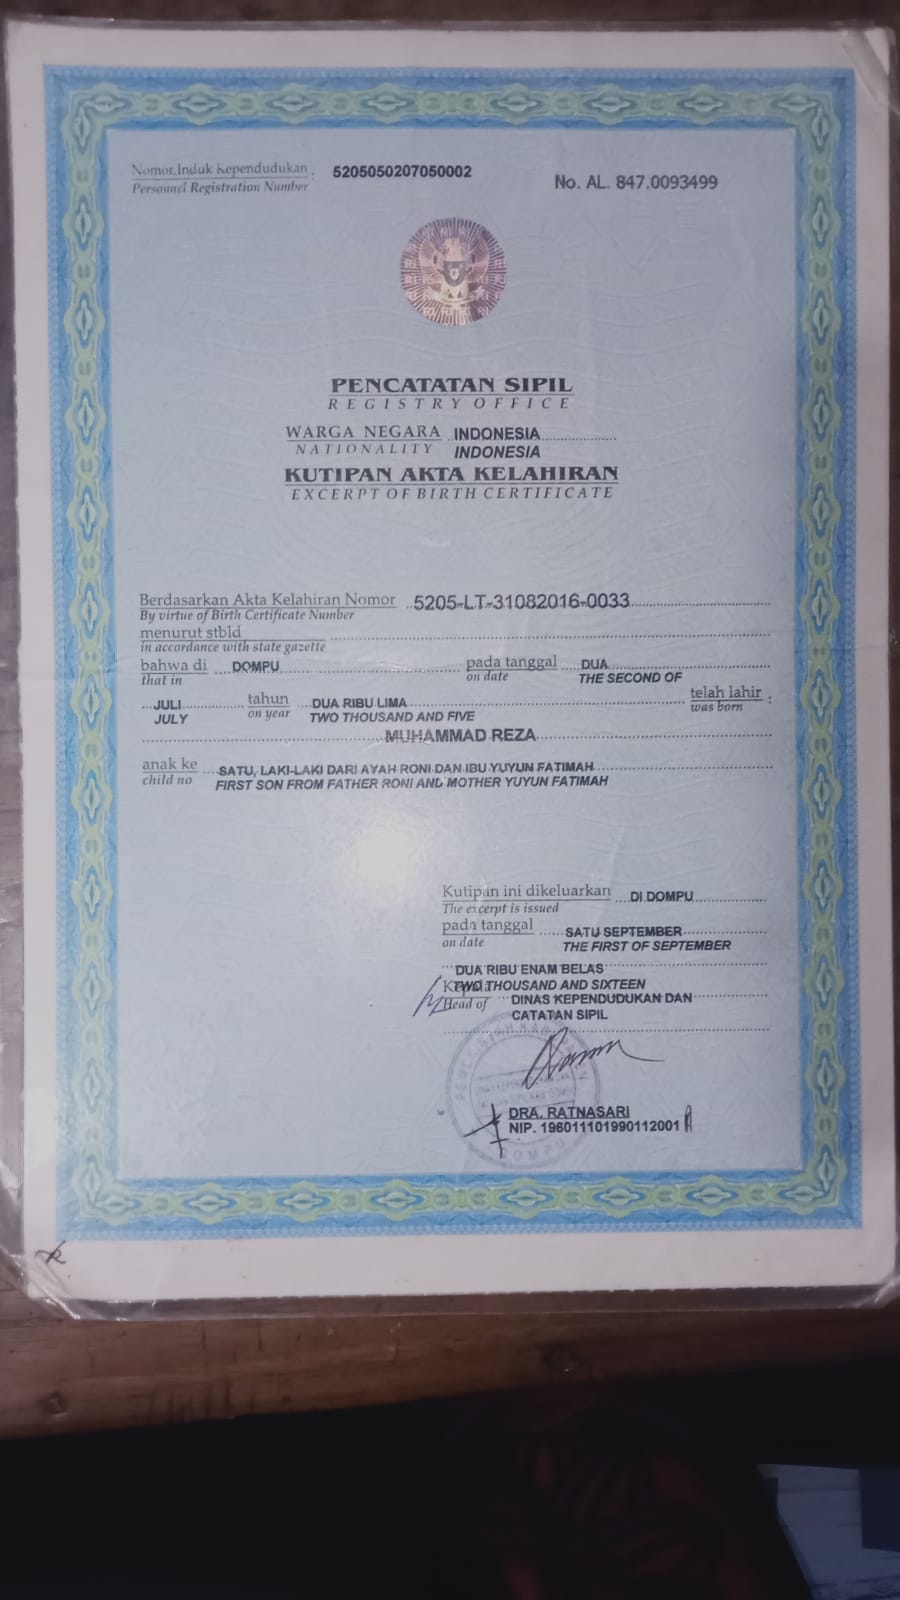 Nomor Induk Kependudukan : 5205050207050002
Personnel Registration Number
No. AL. 847.0093499
PENCATATAN SIPIL
REGISTRY OFFICE
WARGA NEGARA INDONESIA
NATIONALITY INDONESIA
KUTIPAN AKTA KELAHIRAN
EXCERPT OF BIRTH CERTIFICATE
Berdasarkan Akta Kelahiran Nomor 5205-LT-31082016-0033
By virtue of Birth Certificate Number
menurut stbld
in accordance with state gazette
bahwa di DOMPU pada tanggal DUA
that in on date THE SECOND OF
JULI tahun DUA RIBU LIMA telah lahir :
JULY on year TWO THOUSAND AND FIVE was born
MUHAMMAD REZA
anak ke SATU, LAKI-LAKI DARI AYAH RONI DAN IBU YUYUN FATIMAH
child no FIRST SON FROM FATHER RONI AND MOTHER YUYUN FATIMAH
Kutipan ini dikeluarkan DI DOMPU
The excerpt is issued
pada tanggal SATU SEPTEMBER
on date THE FIRST OF SEPTEMBER
DUA RIBU ENAM BELAS
Kepala TWO THOUSAND AND SIXTEEN
Head of DINAS KEPENDUDUKAN DAN
CATATAN SIPIL
DRA. RATNASARI
NIP. 196011101990112001